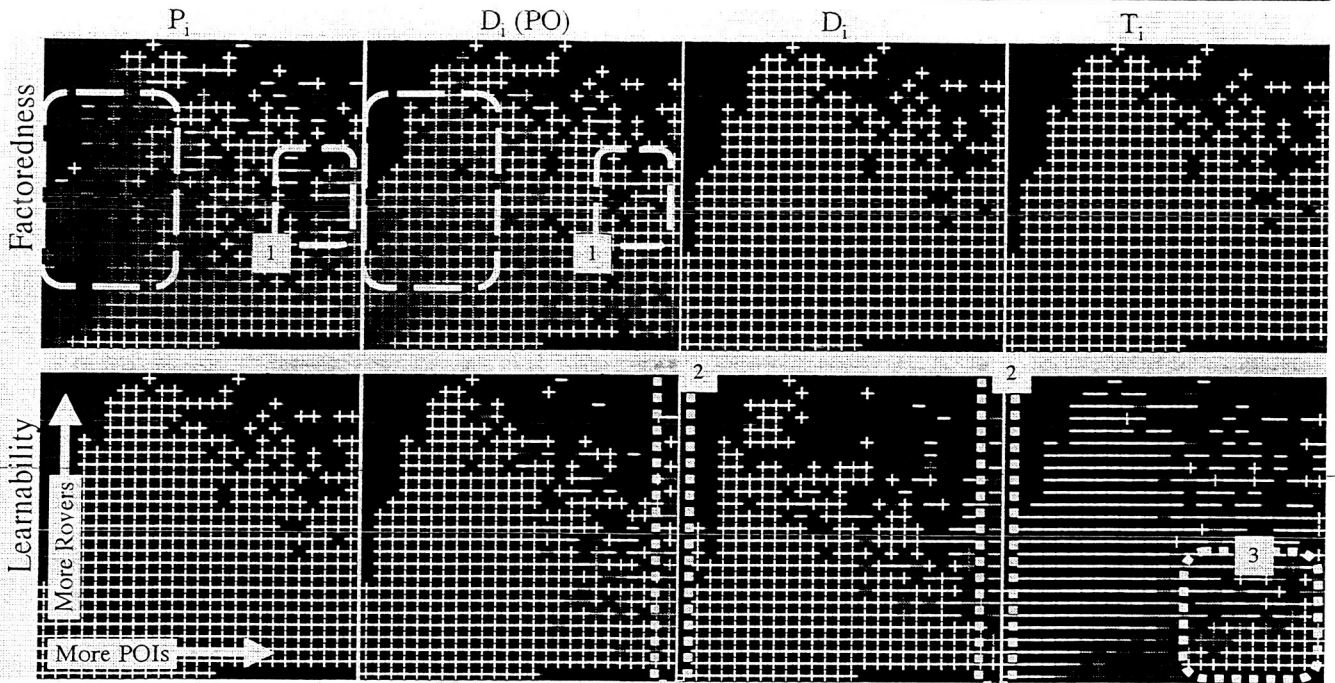 P_i D_i (PO) D_i T_i
Factoredness
1 1
Learnability
2 2
More Rovers
3
More POIs